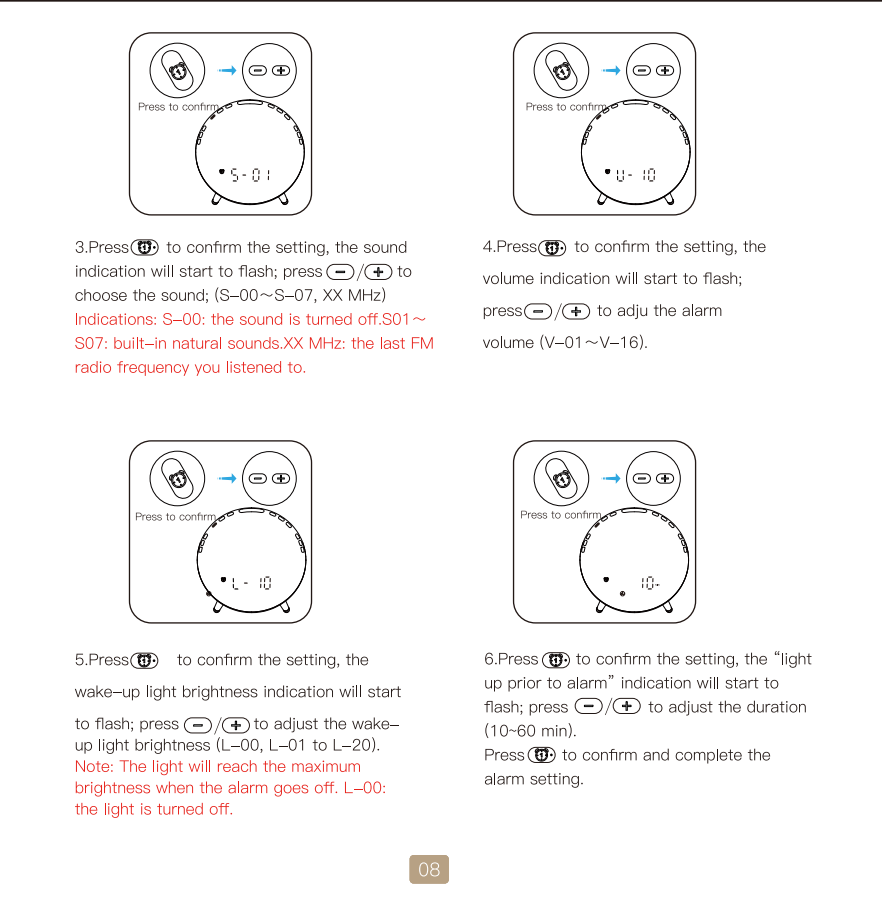 Press to confirm
S-01
3.Press to confirm the setting, the sound
indication will start to flash; press −/+ to
choose the sound; (S–00～S–07, XX MHz)
Indications: S–00: the sound is turned off.S01～
S07: built–in natural sounds.XX MHz: the last FM
radio frequency you listened to.
Press to confirm
U-10
4.Press to confirm the setting, the
volume indication will start to flash;
press −/+ to adju the alarm
volume (V–01～V–16).
Press to confirm
L-10
5.Press to confirm the setting, the
wake–up light brightness indication will start
to flash; press −/+ to adjust the wake–
up light brightness (L–00, L–01 to L–20).
Note: The light will reach the maximum
brightness when the alarm goes off. L–00:
the light is turned off.
Press to confirm
10
6.Press to confirm the setting, the “light
up prior to alarm” indication will start to
flash; press −/+ to adjust the duration
(10~60 min).
Press to confirm and complete the
alarm setting.
08